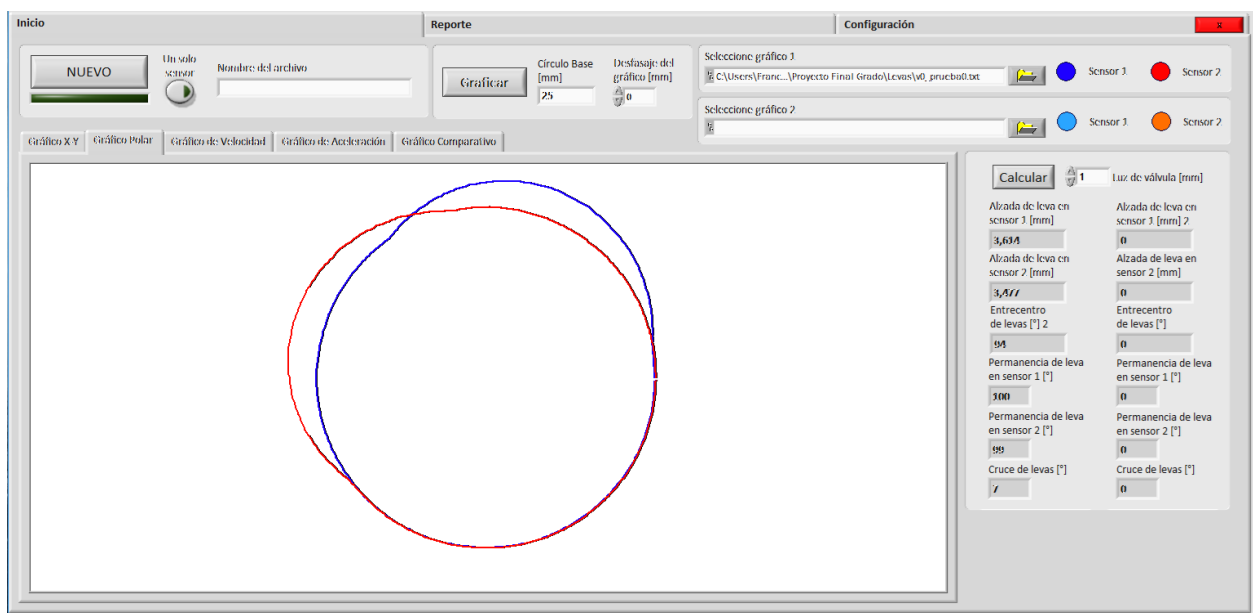 Inicio
Reporte
Configuración
x
NUEVO
Un solo
sensor
Nombre del archivo
Graficar
Círculo Base
[mm]
25
Desfasaje del
gráfico [mm]
0
Seleccione gráfico 1
C:\Users\Franc...\Proyecto Final Grado\Levas\v0_prueba0.txt
Sensor 1
Sensor 2
Seleccione gráfico 2
Sensor 1
Sensor 2
Gráfico X-Y
Gráfico Polar
Gráfico de Velocidad
Gráfico de Aceleración
Gráfico Comparativo
Calcular
1
Luz de válvula [mm]
Alzada de leva en
sensor 1 [mm]
3,614
Alzada de leva en
sensor 1 [mm] 2
0
Alzada de leva en
sensor 2 [mm]
3,477
Alzada de leva en
sensor 2 [mm]
0
Entrecentro
de levas [°] 2
94
Entrecentro
de levas [°]
0
Permanencia de leva
en sensor 1 [°]
100
Permanencia de leva
en sensor 1 [°]
0
Permanencia de leva
en sensor 2 [°]
99
Permanencia de leva
en sensor 2 [°]
0
Cruce de levas [°]
7
Cruce de levas [°]
0